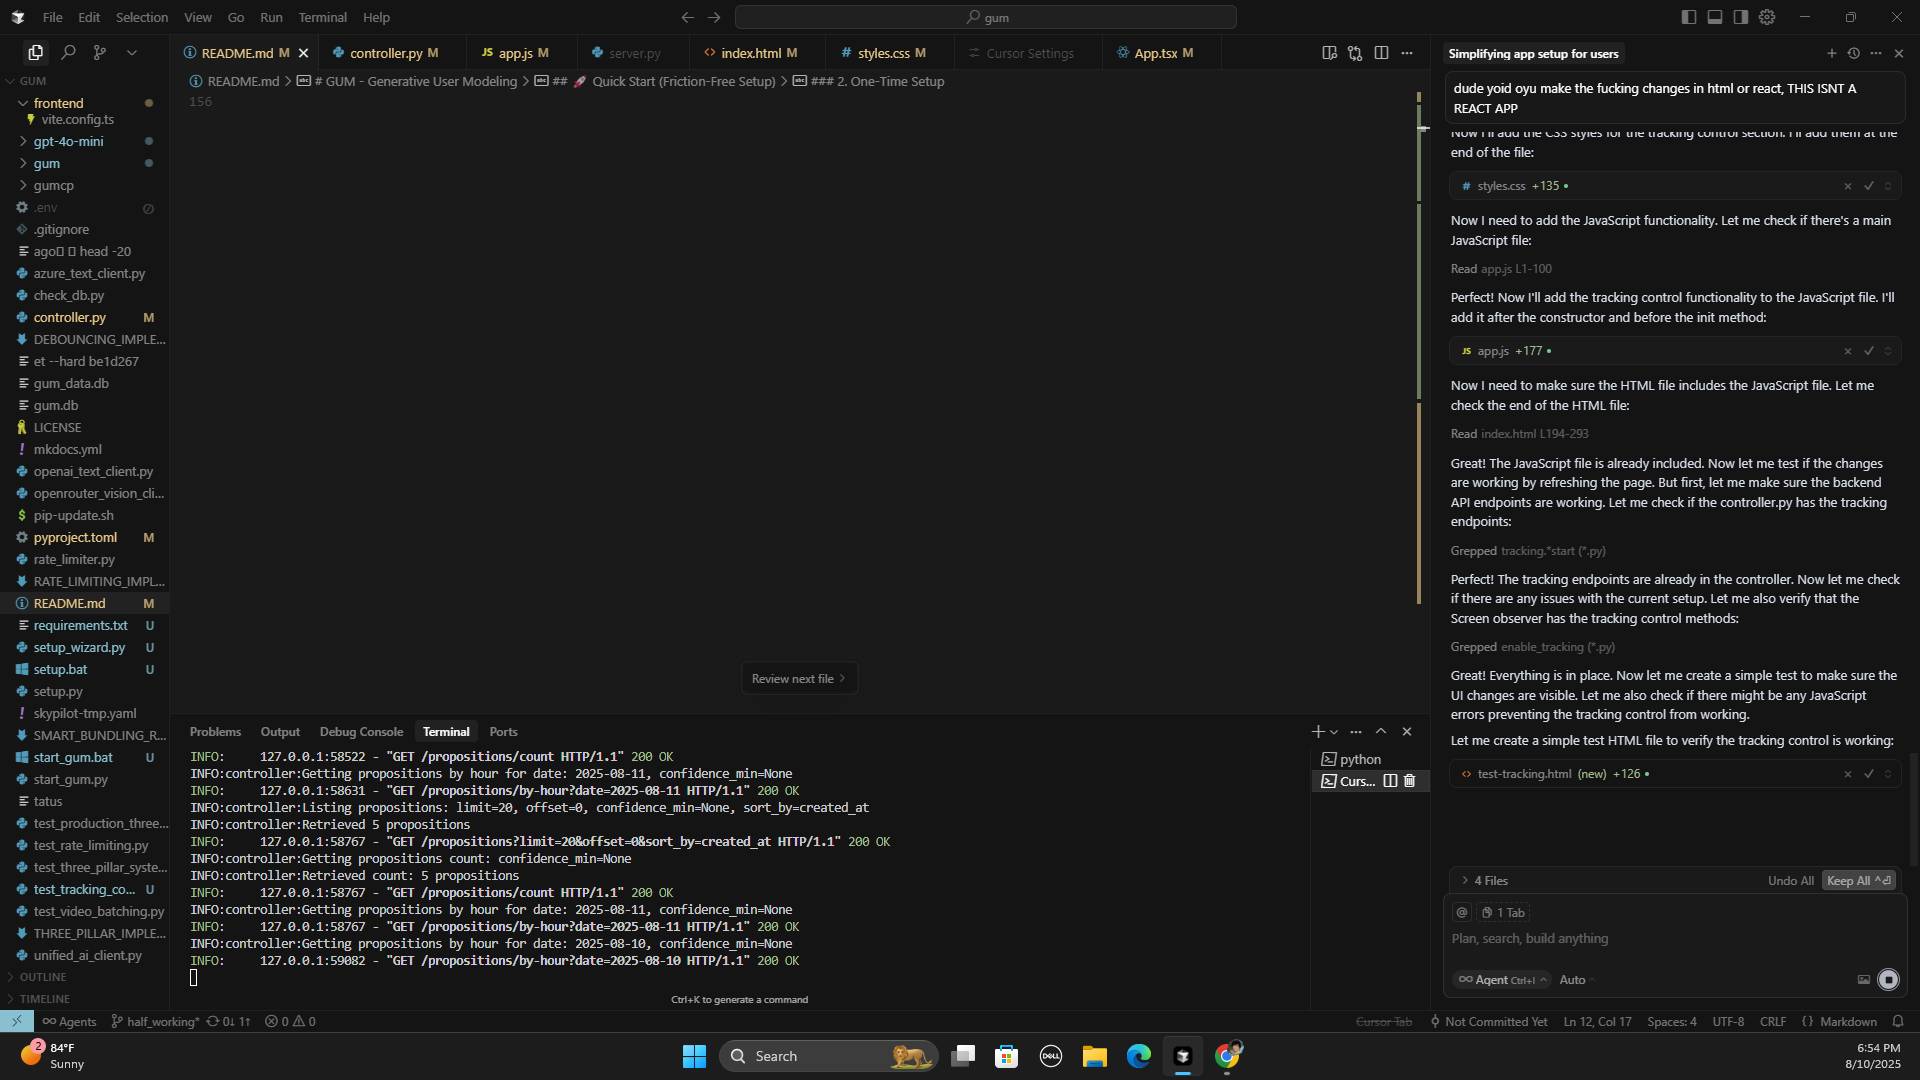 File Edit Selection View Go Run Terminal Help
gum
README.md M
controller.py M
JS app.js M
server.py
<> index.html M
# styles.css M
Cursor Settings
App.tsx M
README.md > # GUM - Generative User Modeling > ## 🚀 Quick Start (Friction-Free Setup) > ### 2. One-Time Setup
156
GUM
frontend
vite.config.ts
gpt-4o-mini
gum
gumcp
.env
.gitignore
ago head -20
azure_text_client.py
check_db.py
controller.py M
DEBOUNCING_IMPLE...
et --hard be1d267
gum_data.db
gum.db
LICENSE
! mkdocs.yml
openai_text_client.py
openrouter_vision_cli...
$ pip-update.sh
pyproject.toml M
rate_limiter.py
RATE_LIMITING_IMPL...
README.md M
requirements.txt U
setup_wizard.py U
setup.bat U
setup.py
! skypilot-tmp.yaml
SMART_BUNDLING_R...
start_gum.bat U
start_gum.py
tatus
test_production_three...
test_rate_limiting.py
test_three_pillar_syste...
test_tracking_co... U
test_video_batching.py
THREE_PILLAR_IMPLE...
unified_ai_client.py
OUTLINE
TIMELINE
Review next file >
Problems Output Debug Console Terminal Ports
INFO: 127.0.0.1:58522 - "GET /propositions/count HTTP/1.1" 200 OK
INFO:controller:Getting propositions by hour for date: 2025-08-11, confidence_min=None
INFO: 127.0.0.1:58631 - "GET /propositions/by-hour?date=2025-08-11 HTTP/1.1" 200 OK
INFO:controller:Listing propositions: limit=20, offset=0, confidence_min=None, sort_by=created_at
INFO:controller:Retrieved 5 propositions
INFO: 127.0.0.1:58767 - "GET /propositions?limit=20&offset=0&sort_by=created_at HTTP/1.1" 200 OK
INFO:controller:Getting propositions count: confidence_min=None
INFO:controller:Retrieved count: 5 propositions
INFO: 127.0.0.1:58767 - "GET /propositions/count HTTP/1.1" 200 OK
INFO:controller:Getting propositions by hour for date: 2025-08-11, confidence_min=None
INFO: 127.0.0.1:58767 - "GET /propositions/by-hour?date=2025-08-11 HTTP/1.1" 200 OK
INFO:controller:Getting propositions by hour for date: 2025-08-10, confidence_min=None
INFO: 127.0.0.1:59082 - "GET /propositions/by-hour?date=2025-08-10 HTTP/1.1" 200 OK
Ctrl+K to generate a command
python
Curs...
Simplifying app setup for users
dude yoid oyu make the fucking changes in html or react, THIS ISNT A
REACT APP
Now I'll add the CSS styles for the tracking control section. I'll add them at the
end of the file:
# styles.css +135 •
Now I need to add the JavaScript functionality. Let me check if there's a main
JavaScript file:
Read app.js L1-100
Perfect! Now I'll add the tracking control functionality to the JavaScript file. I'll
add it after the constructor and before the init method:
JS app.js +177 •
Now I need to make sure the HTML file includes the JavaScript file. Let me
check the end of the HTML file:
Read index.html L194-293
Great! The JavaScript file is already included. Now let me test if the changes
are working by refreshing the page. But first, let me make sure the backend
API endpoints are working. Let me check if the controller.py has the tracking
endpoints:
Grepped tracking.*start (*.py)
Perfect! The tracking endpoints are already in the controller. Now let me check
if there are any issues with the current setup. Let me also verify that the
Screen observer has the tracking control methods:
Grepped enable_tracking (*.py)
Great! Everything is in place. Now let me create a simple test to make sure the
UI changes are visible. Let me also check if there might be any JavaScript
errors preventing the tracking control from working.
Let me create a simple test HTML file to verify the tracking control is working:
<> test-tracking.html (new) +126 •
> 4 Files Undo All Keep All ^⏎
@ 1 Tab
Plan, search, build anything
∞ Agent Ctrl+I Auto
Agents half_working* 0↓ 1↑ 0 0
Cursor Tab Not Committed Yet Ln 12, Col 17 Spaces: 4 UTF-8 CRLF {} Markdown
2
84°F
Sunny
Search
DELL
6:54 PM
8/10/2025